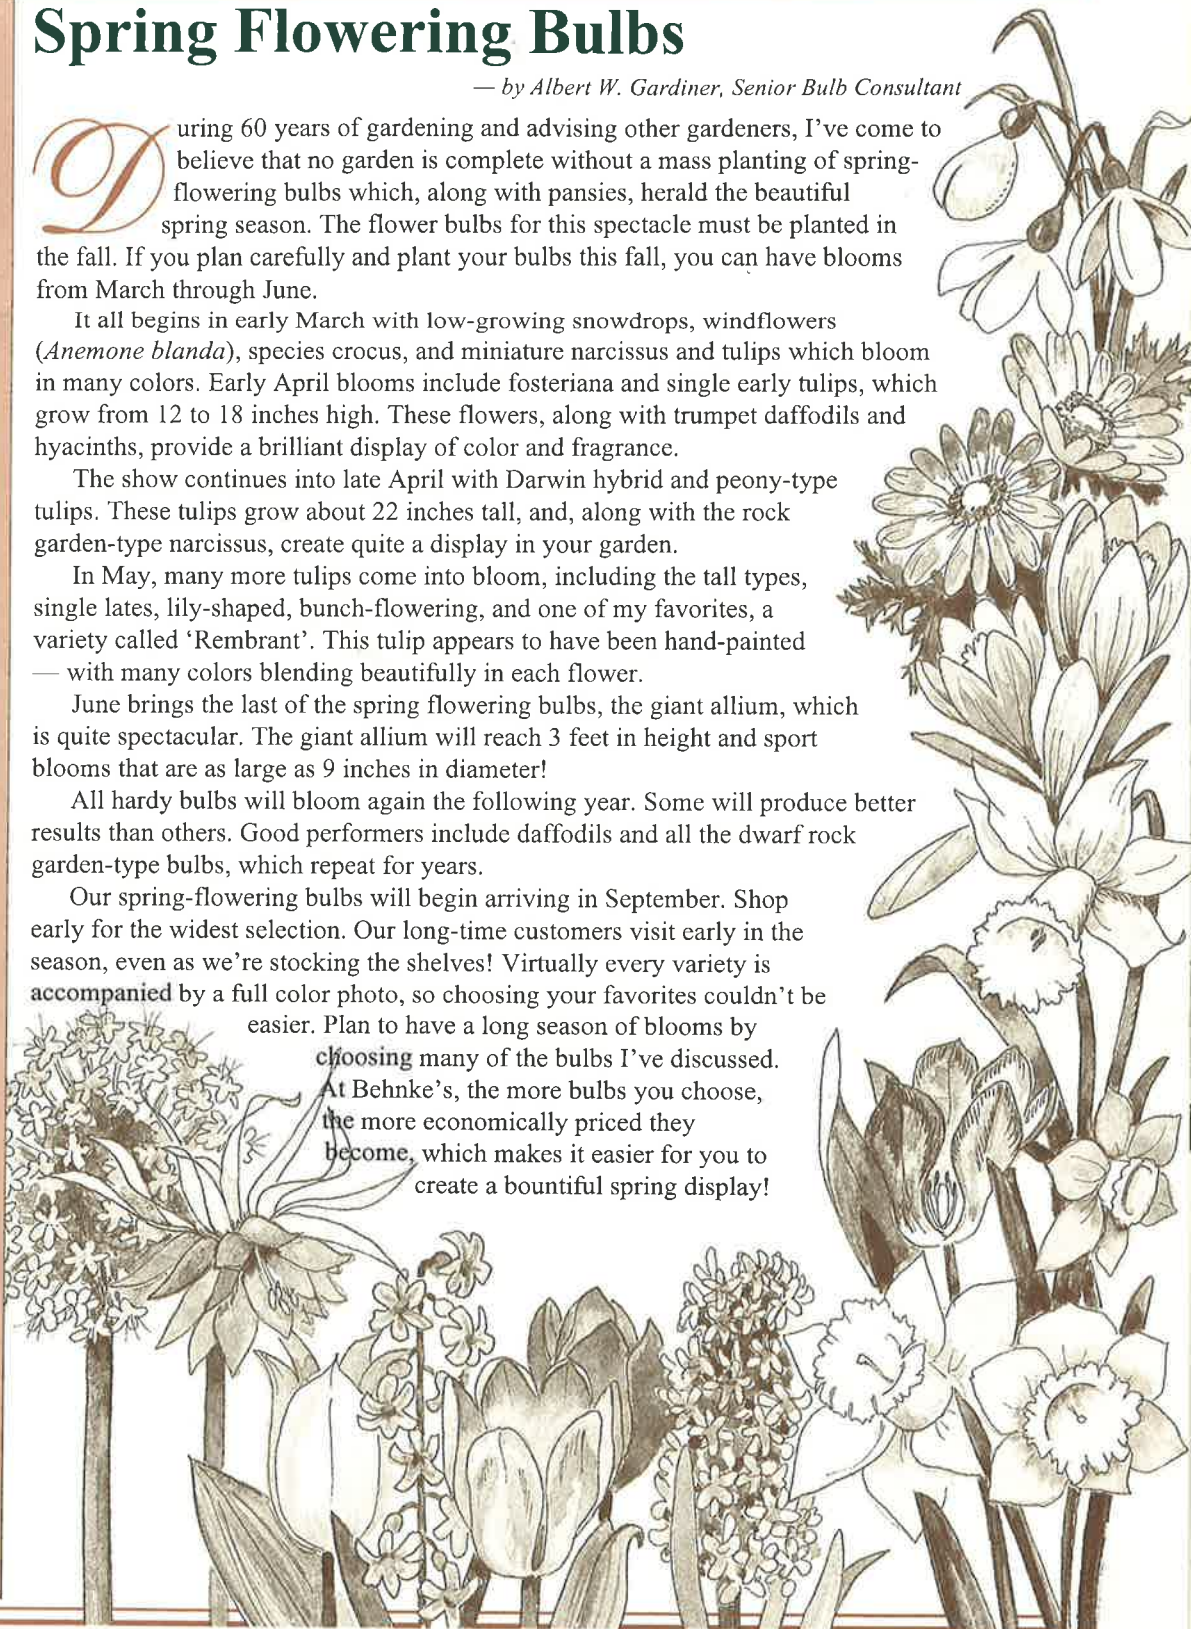 Spring Flowering Bulbs
— by Albert W. Gardiner, Senior Bulb Consultant
During 60 years of gardening and advising other gardeners, I've come to
believe that no garden is complete without a mass planting of spring-
flowering bulbs which, along with pansies, herald the beautiful
spring season. The flower bulbs for this spectacle must be planted in
the fall. If you plan carefully and plant your bulbs this fall, you can have blooms
from March through June.
It all begins in early March with low-growing snowdrops, windflowers
(Anemone blanda), species crocus, and miniature narcissus and tulips which bloom
in many colors. Early April blooms include fosteriana and single early tulips, which
grow from 12 to 18 inches high. These flowers, along with trumpet daffodils and
hyacinths, provide a brilliant display of color and fragrance.
The show continues into late April with Darwin hybrid and peony-type
tulips. These tulips grow about 22 inches tall, and, along with the rock
garden-type narcissus, create quite a display in your garden.
In May, many more tulips come into bloom, including the tall types,
single lates, lily-shaped, bunch-flowering, and one of my favorites, a
variety called ‘Rembrant’. This tulip appears to have been hand-painted
— with many colors blending beautifully in each flower.
June brings the last of the spring flowering bulbs, the giant allium, which
is quite spectacular. The giant allium will reach 3 feet in height and sport
blooms that are as large as 9 inches in diameter!
All hardy bulbs will bloom again the following year. Some will produce better
results than others. Good performers include daffodils and all the dwarf rock
garden-type bulbs, which repeat for years.
Our spring-flowering bulbs will begin arriving in September. Shop
early for the widest selection. Our long-time customers visit early in the
season, even as we're stocking the shelves! Virtually every variety is
accompanied by a full color photo, so choosing your favorites couldn't be
easier. Plan to have a long season of blooms by
choosing many of the bulbs I've discussed.
At Behnke's, the more bulbs you choose,
the more economically priced they
become, which makes it easier for you to
create a bountiful spring display!